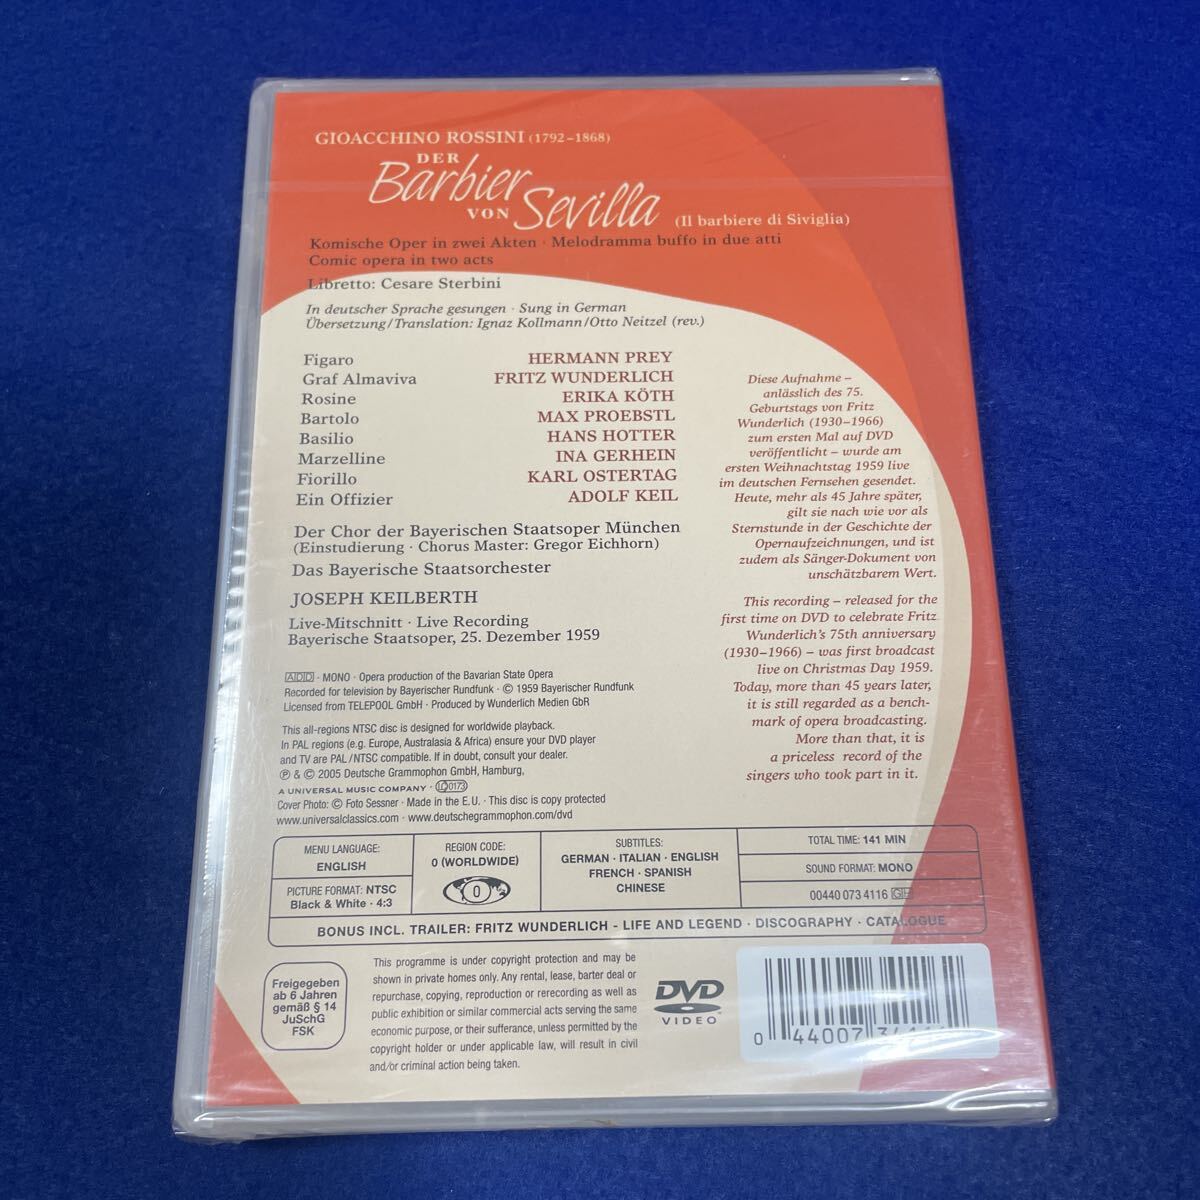 GIOACCHINO ROSSINI (1792–1868)
DER
Barbier
VON Sevilla (Il barbiere di Siviglia)
Komische Oper in zwei Akten · Melodramma buffo in due atti
Comic opera in two acts
Libretto: Cesare Sterbini
In deutscher Sprache gesungen · Sung in German
Übersetzung/Translation: Ignaz Kollmann/Otto Neitzel (rev.)
Figaro HERMANN PREY
Graf Almaviva FRITZ WUNDERLICH
Rosine ERIKA KÖTH
Bartolo MAX PROEBSTL
Basilio HANS HOTTER
Marzelline INA GERHEIN
Fiorillo KARL OSTERTAG
Ein Offizier ADOLF KEIL
Der Chor der Bayerischen Staatsoper München
(Einstudierung · Chorus Master: Gregor Eichhorn)
Das Bayerische Staatsorchester
JOSEPH KEILBERTH
Live-Mitschnitt · Live Recording
Bayerische Staatsoper, 25. Dezember 1959
Diese Aufnahme –
anlässlich des 75.
Geburtstags von Fritz
Wunderlich (1930–1966)
zum ersten Mal auf DVD
veröffentlicht – wurde am
ersten Weihnachtstag 1959 live
im deutschen Fernsehen gesendet.
Heute, mehr als 45 Jahre später,
gilt sie nach wie vor als
Sternstunde in der Geschichte der
Opernaufzeichnungen, und ist
zudem als Sänger-Dokument von
unschätzbarem Wert.
This recording – released for the
first time on DVD to celebrate Fritz
Wunderlich's 75th anniversary
(1930–1966) – was first broadcast
live on Christmas Day 1959.
Today, more than 45 years later,
it is still regarded as a bench-
mark of opera broadcasting.
More than that, it is
a priceless record of the
singers who took part in it.
ADD · MONO · Opera production of the Bavarian State Opera
Recorded for television by Bayerischer Rundfunk · © 1959 Bayerischer Rundfunk
Licensed from TELEPOOL GmbH · Produced by Wunderlich Medien GbR
This all-regions NTSC disc is designed for worldwide playback.
In PAL regions (e.g. Europe, Australasia & Africa) ensure your DVD player
and TV are PAL/NTSC compatible. If in doubt, consult your dealer.
℗ & © 2005 Deutsche Grammophon GmbH, Hamburg,
A UNIVERSAL MUSIC COMPANY · LC 0173
Cover Photo: © Foto Sessner · Made in the E.U. · This disc is copy protected
www.universalclassics.com · www.deutschegrammophon.com/dvd
MENU LANGUAGE:
ENGLISH
PICTURE FORMAT: NTSC
Black & White · 4:3
REGION CODE:
0 (WORLDWIDE)
0
SUBTITLES:
GERMAN · ITALIAN · ENGLISH
FRENCH · SPANISH
CHINESE
TOTAL TIME: 141 MIN
SOUND FORMAT: MONO
00440 073 4116 GH
BONUS INCL. TRAILER: FRITZ WUNDERLICH - LIFE AND LEGEND · DISCOGRAPHY · CATALOGUE
Freigegeben
ab 6 Jahren
gemäß § 14
JuSchG
FSK
This programme is under copyright protection and may be
shown in private homes only. Any rental, lease, barter deal or
repurchase, copying, reproduction or rerecording as well as
public exhibition or similar commercial acts serving the same
economic purpose, or their sufferance, unless permitted by the
copyright holder or under applicable law, will result in civil
and/or criminal action being taken.
DVD
VIDEO
0 44007